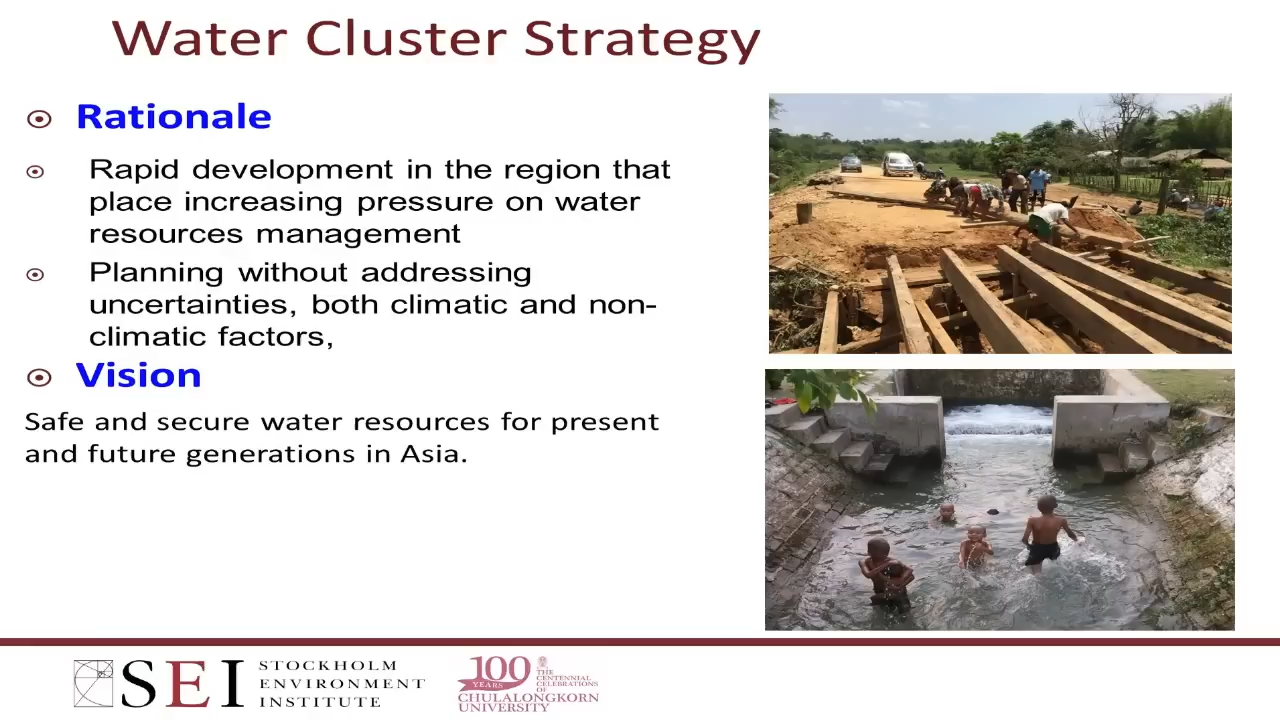 Water Cluster Strategy
Rationale
Rapid development in the region that
place increasing pressure on water
resources management
Planning without addressing
uncertainties, both climatic and non-
climatic factors,
Vision
Safe and secure water resources for present
and future generations in Asia.
SEI
STOCKHOLM
ENVIRONMENT
INSTITUTE
100
YEARS
THE
CENTENNIAL
CELEBRATIONS
OF
CHULALONGKORN
UNIVERSITY